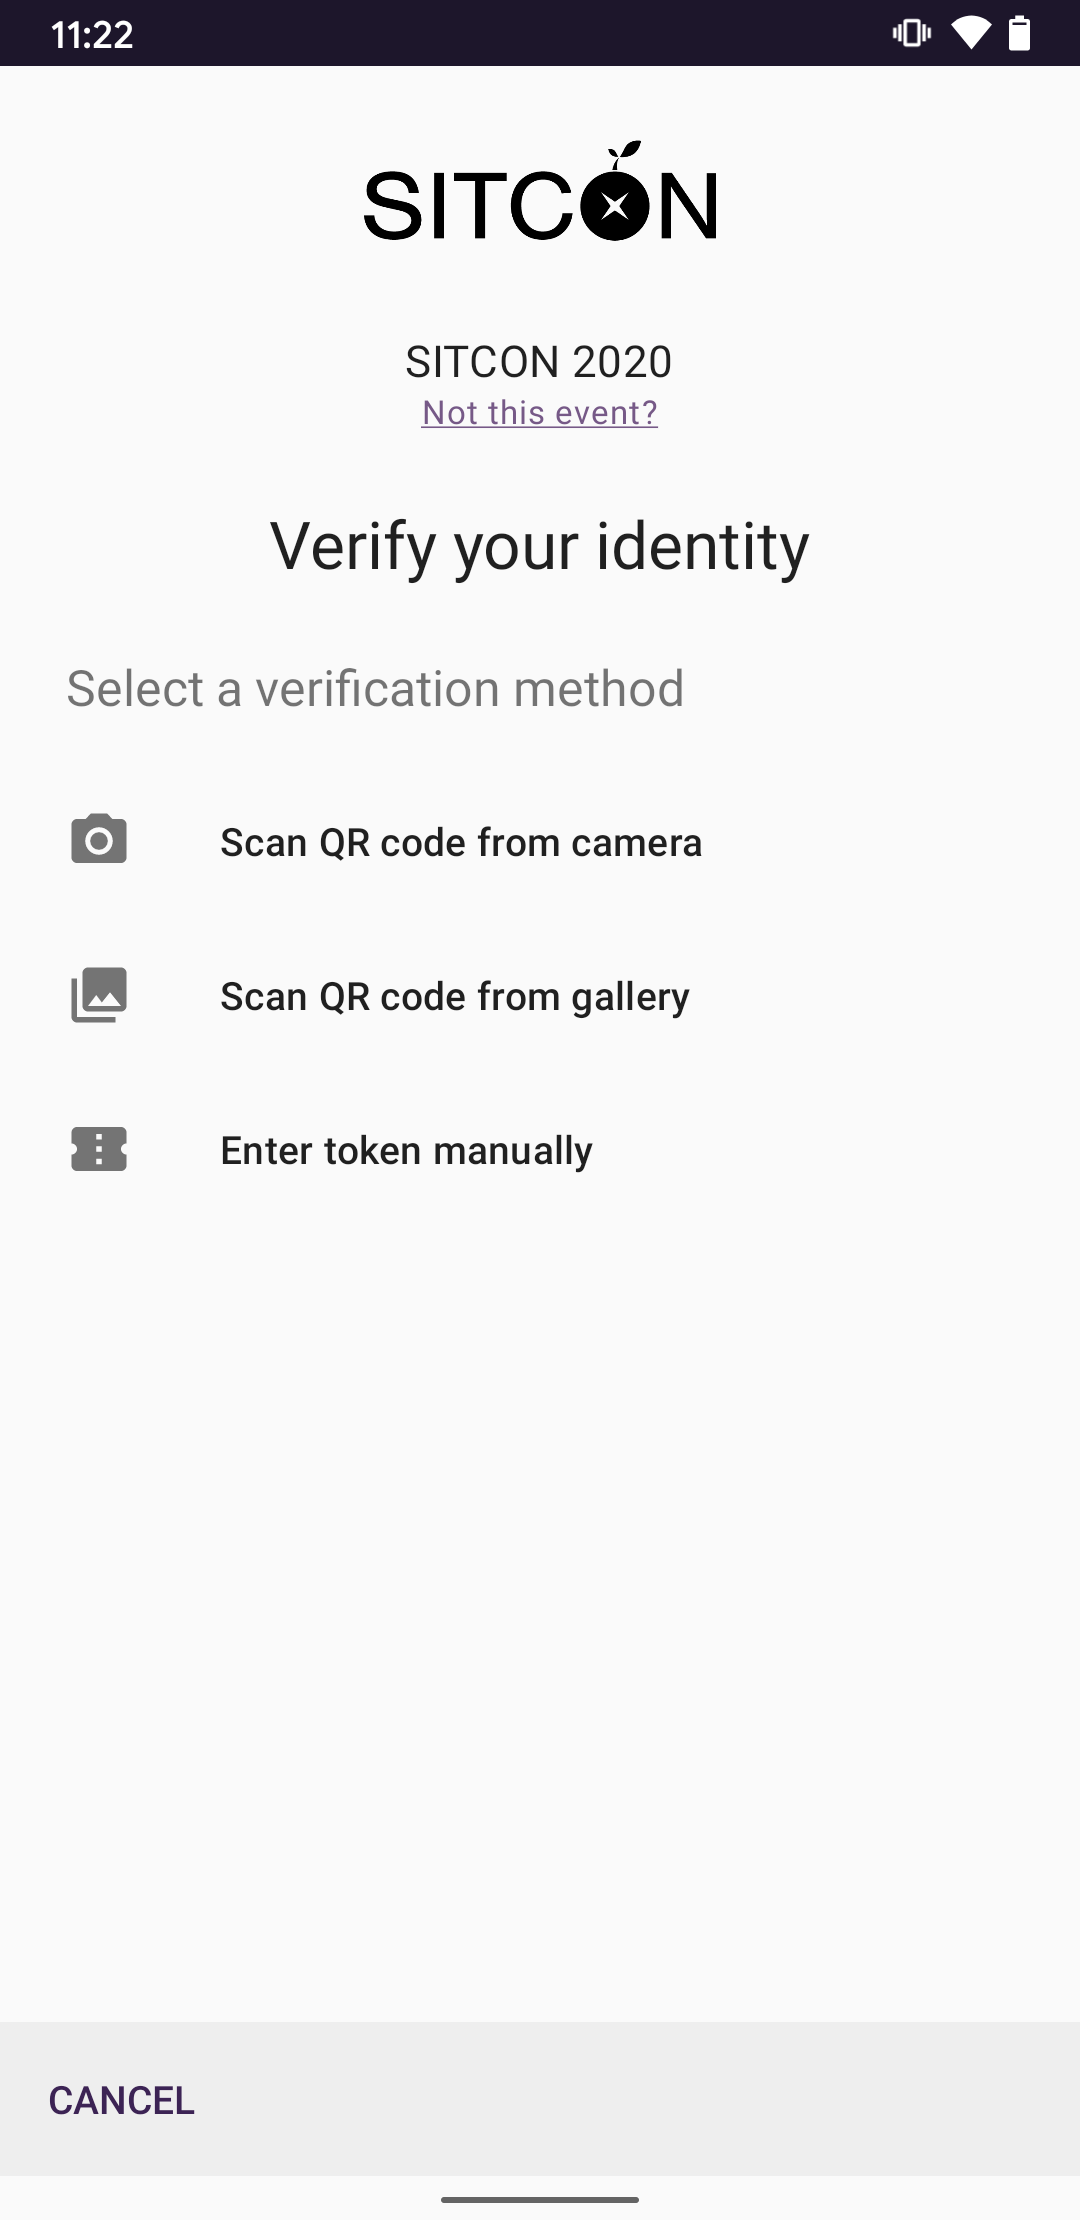 11:22
SITCON
SITCON 2020
Not this event?
Verify your identity
Select a verification method
Scan QR code from camera
Scan QR code from gallery
Enter token manually
CANCEL